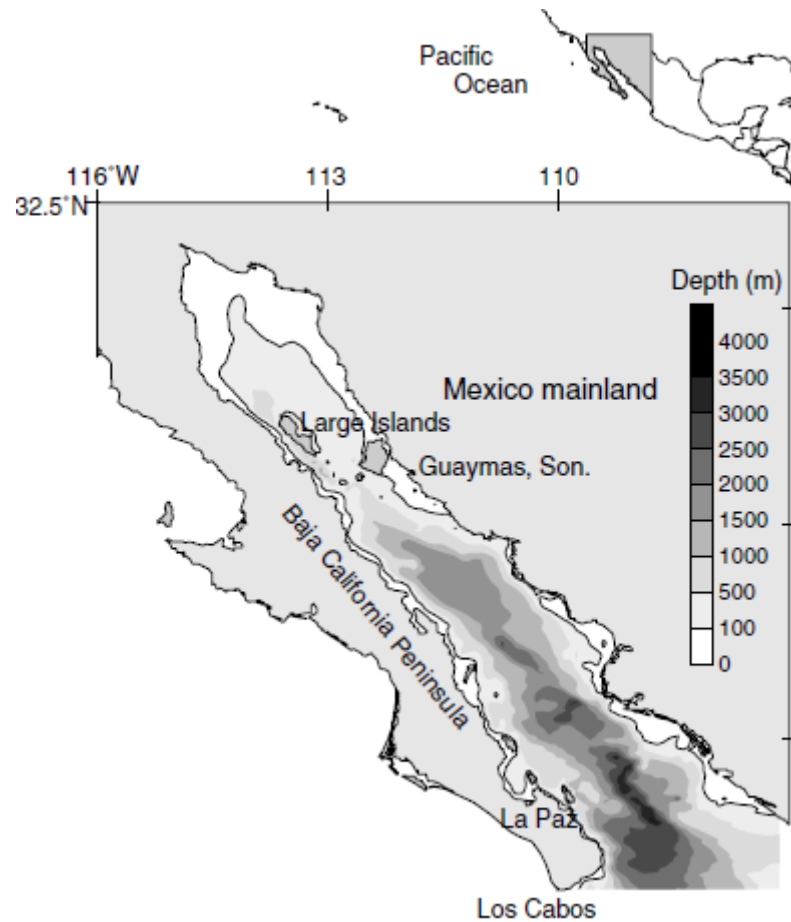 Pacific
Ocean
116°W
113
110
32.5°N
Depth (m)
4000
3500
3000
2500
2000
1500
1000
500
100
0
Mexico mainland
Large Islands
Guaymas, Son.
Baja California Peninsula
La Paz
Los Cabos